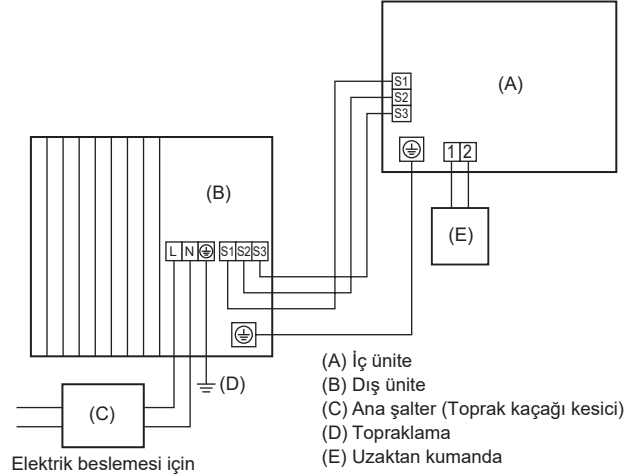 (A)
S1
S2
S3
1 2
(E)
(B)
L N S1 S2 S3
(D)
(C)
Elektrik beslemesi için
(A) İç ünite
(B) Dış ünite
(C) Ana şalter (Toprak kaçağı kesici)
(D) Topraklama
(E) Uzaktan kumanda